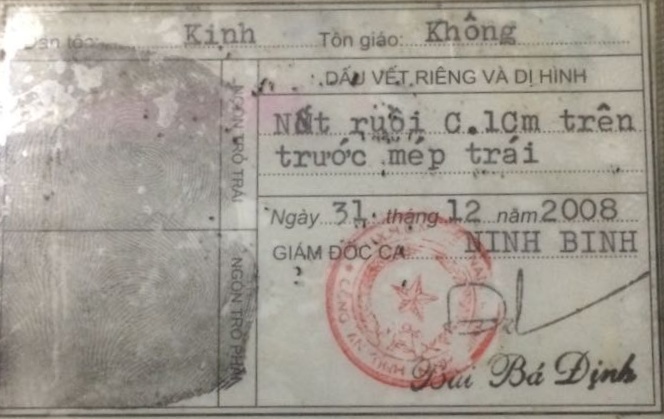 Dân tộc: Kinh Tôn giáo: Không
DẤU VẾT RIÊNG VÀ DỊ HÌNH
Nốt ruồi C.1Cm trên
trước mép trái
NGÓN TRỎ TRÁI
Ngày 31 tháng 12 năm 2008
GIÁM ĐỐC CA NINH BINH
NGÓN TRỎ PHẢI
Bùi Bá Định